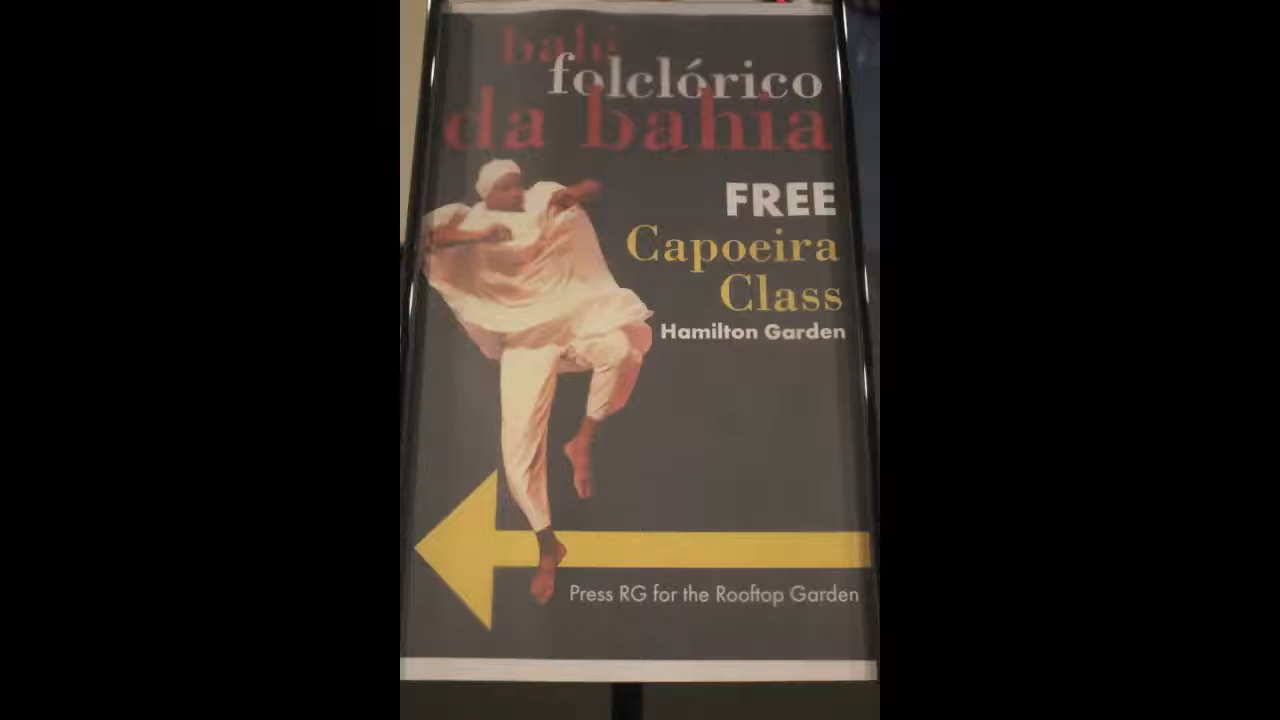 balé
folclórico
da bahia
FREE
Capoeira
Class
Hamilton Garden
Press RG for the Rooftop Garden